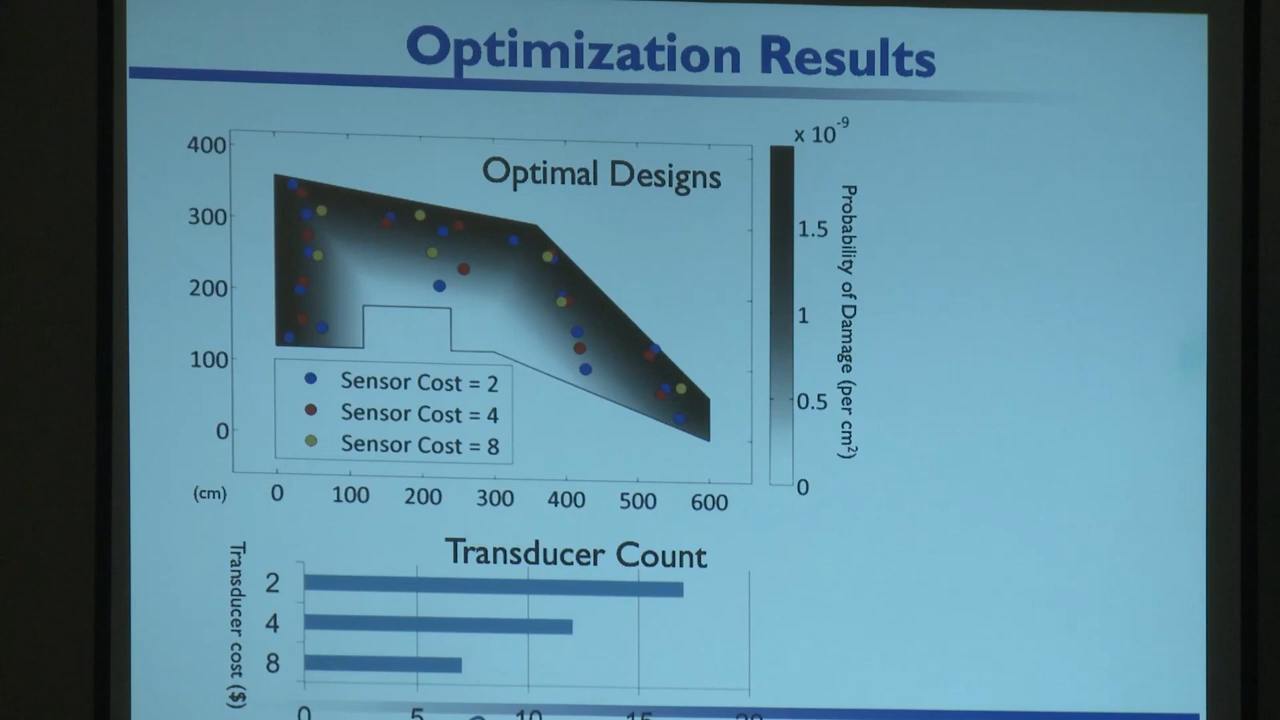 Optimization Results
Optimal Designs
400
300
200
100
0
(cm)
0 100 200 300 400 500 600
Sensor Cost = 2
Sensor Cost = 4
Sensor Cost = 8
x 10-9
1.5
1
0.5
0
Probability of Damage (per cm2)
Transducer Count
Transducer cost ($)
2
4
8
0 5 10 15 20